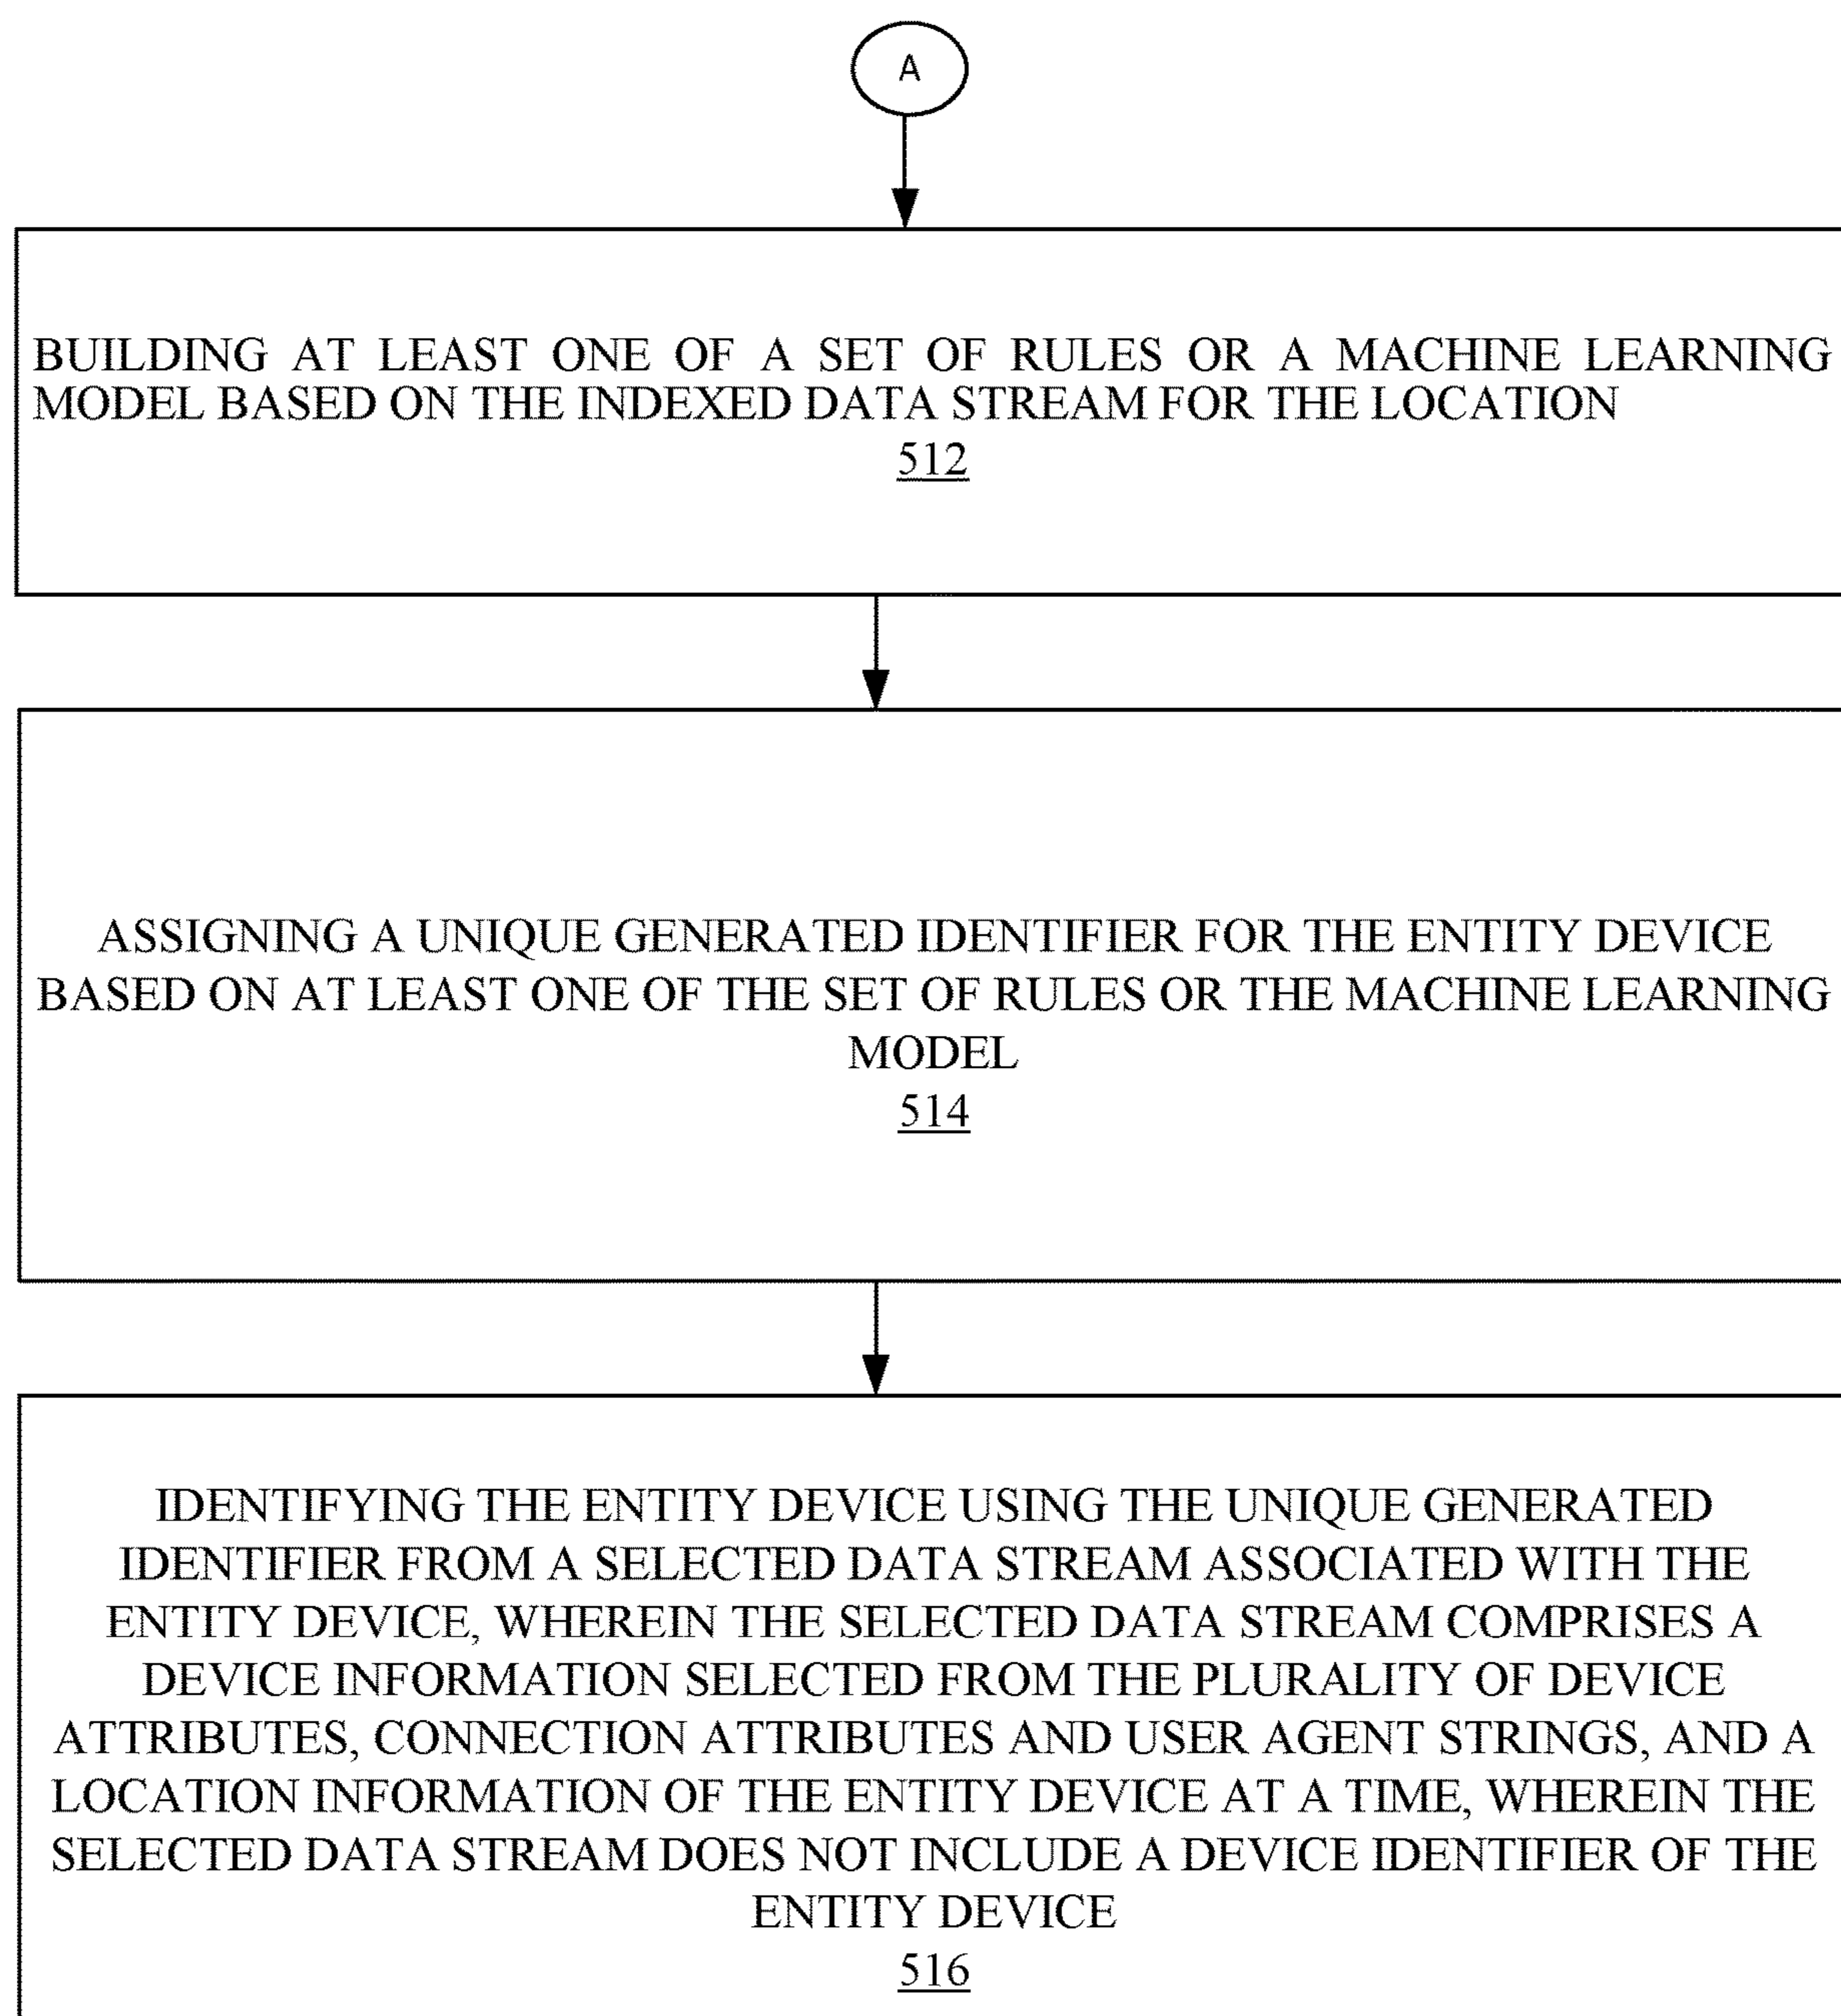 A
BUILDING AT LEAST ONE OF A SET OF RULES OR A MACHINE LEARNING
MODEL BASED ON THE INDEXED DATA STREAM FOR THE LOCATION
512
ASSIGNING A UNIQUE GENERATED IDENTIFIER FOR THE ENTITY DEVICE
BASED ON AT LEAST ONE OF THE SET OF RULES OR THE MACHINE LEARNING
MODEL
514
IDENTIFYING THE ENTITY DEVICE USING THE UNIQUE GENERATED
IDENTIFIER FROM A SELECTED DATA STREAM ASSOCIATED WITH THE
ENTITY DEVICE, WHEREIN THE SELECTED DATA STREAM COMPRISES A
DEVICE INFORMATION SELECTED FROM THE PLURALITY OF DEVICE
ATTRIBUTES, CONNECTION ATTRIBUTES AND USER AGENT STRINGS, AND A
LOCATION INFORMATION OF THE ENTITY DEVICE AT A TIME, WHEREIN THE
SELECTED DATA STREAM DOES NOT INCLUDE A DEVICE IDENTIFIER OF THE
ENTITY DEVICE
516